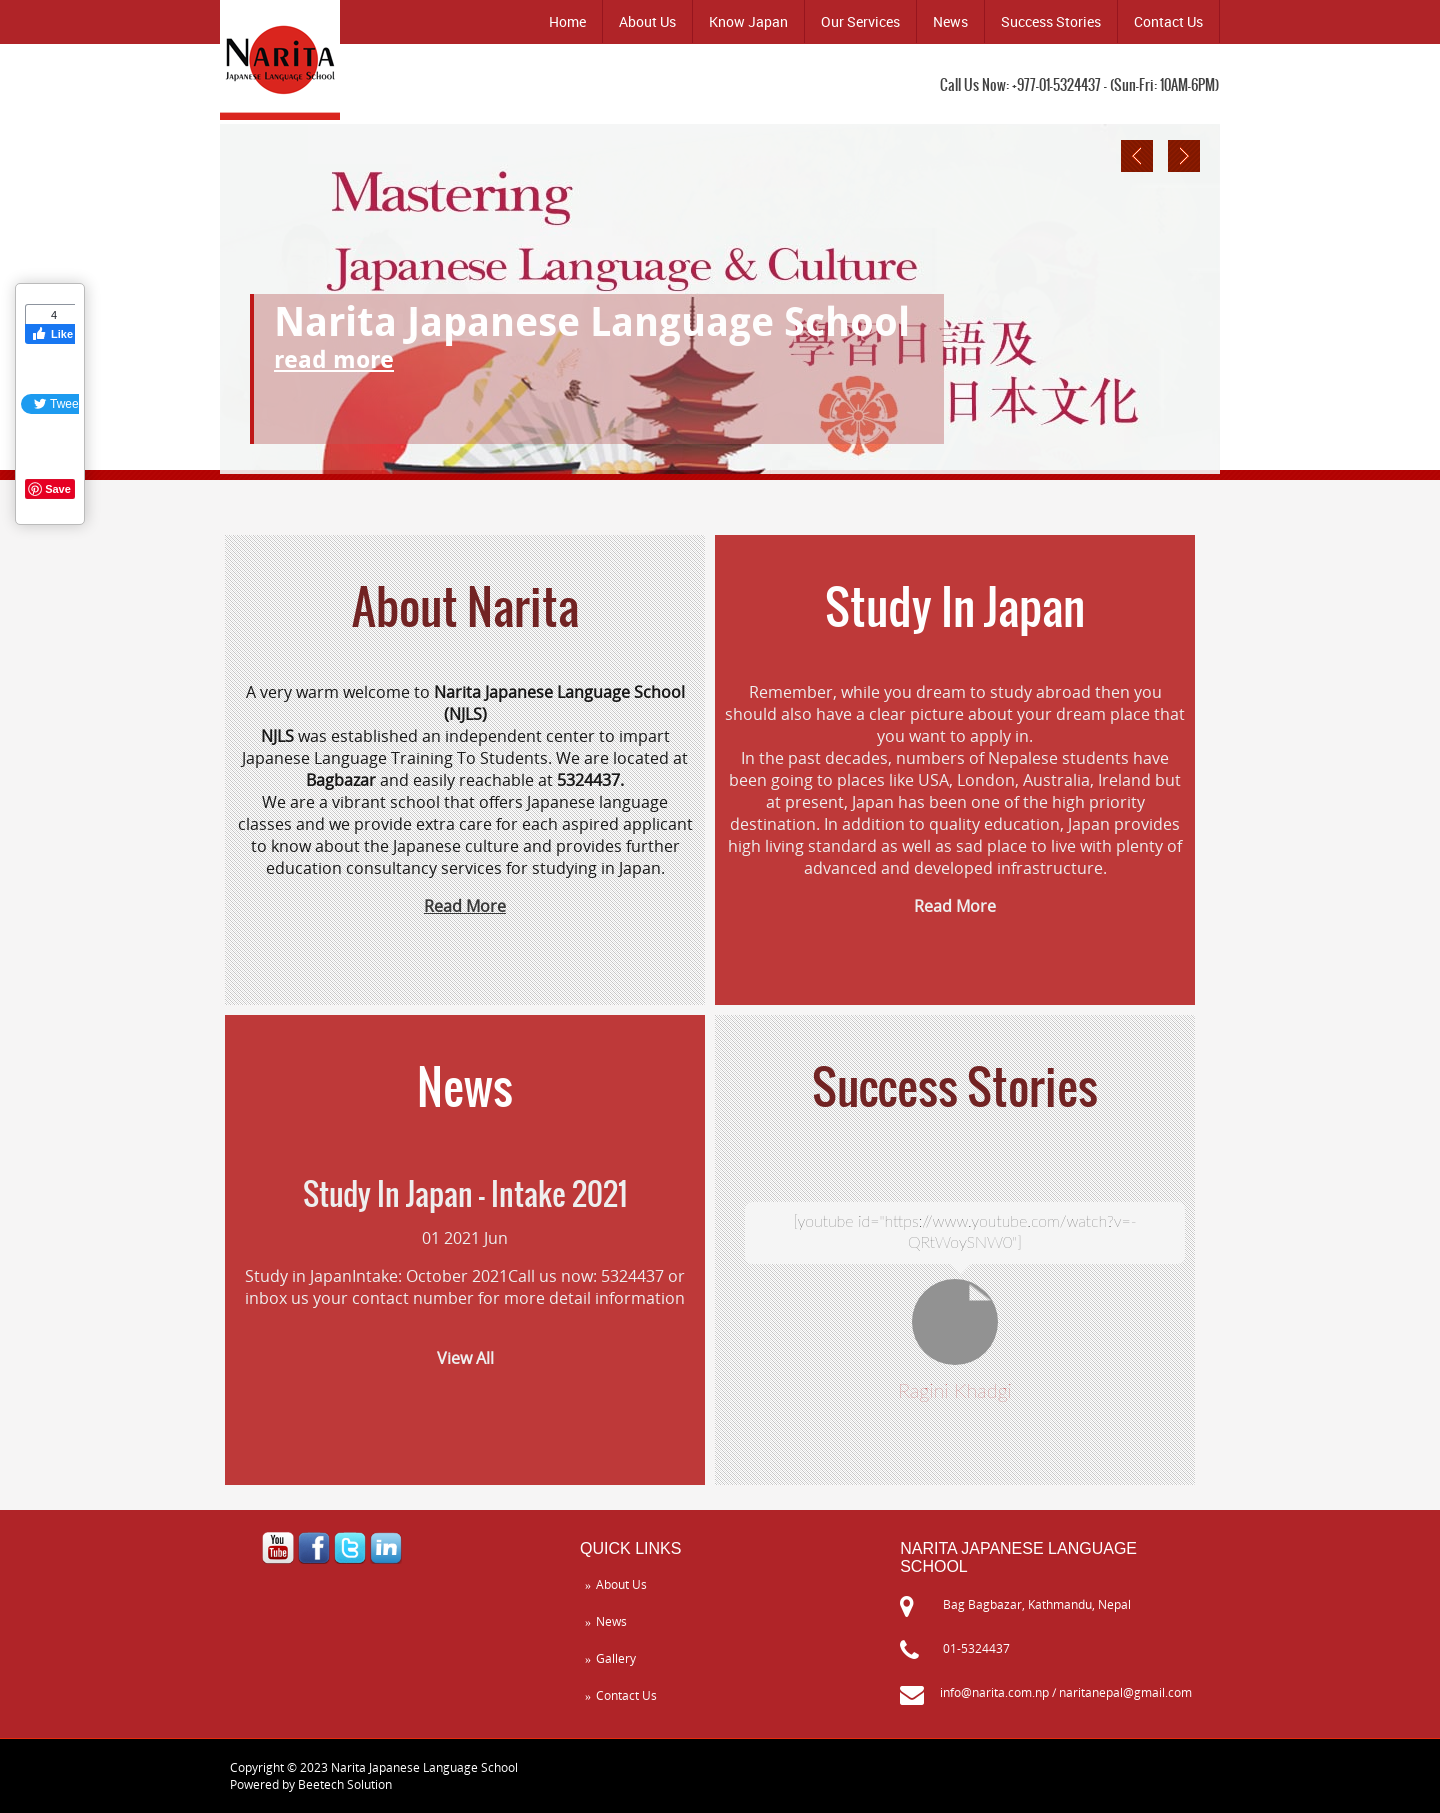 Home
About Us
Know Japan
Our Services
News
Success Stories
Contact Us
NARITA
JAPANESE LANGUAGE SCHOOL
Call Us Now: +977-01-5324437 - (Sun-Fri: 10AM-6PM)
Mastering
Japanese Language & Culture
Narita Japanese Language School
read more
學習日語及
日本文化
4
Like
Twee
Save
About Narita
A very warm welcome to Narita Japanese Language School
(NJLS)
NJLS was established an independent center to impart
Japanese Language Training To Students. We are located at
Bagbazar and easily reachable at 5324437.
We are a vibrant school that offers Japanese language
classes and we provide extra care for each aspired applicant
to know about the Japanese culture and provides further
education consultancy services for studying in Japan.
Read More
Study In Japan
Remember, while you dream to study abroad then you
should also have a clear picture about your dream place that
you want to apply in.
In the past decades, numbers of Nepalese students have
been going to places like USA, London, Australia, Ireland but
at present, Japan has been one of the high priority
destination. In addition to quality education, Japan provides
high living standard as well as sad place to live with plenty of
advanced and developed infrastructure.
Read More
News
Study In Japan - Intake 2021
01 2021 Jun
Study in JapanIntake: October 2021Call us now: 5324437 or
inbox us your contact number for more detail information
View All
Success Stories
[youtube id="https://www.youtube.com/watch?v=-
QRtWoySNW0"]
Ragini Khadgi
You
Tube
QUICK LINKS
» About Us
» News
» Gallery
» Contact Us
NARITA JAPANESE LANGUAGE
SCHOOL
Bag Bagbazar, Kathmandu, Nepal
01-5324437
info@narita.com.np / naritanepal@gmail.com
Copyright © 2023 Narita Japanese Language School
Powered by Beetech Solution